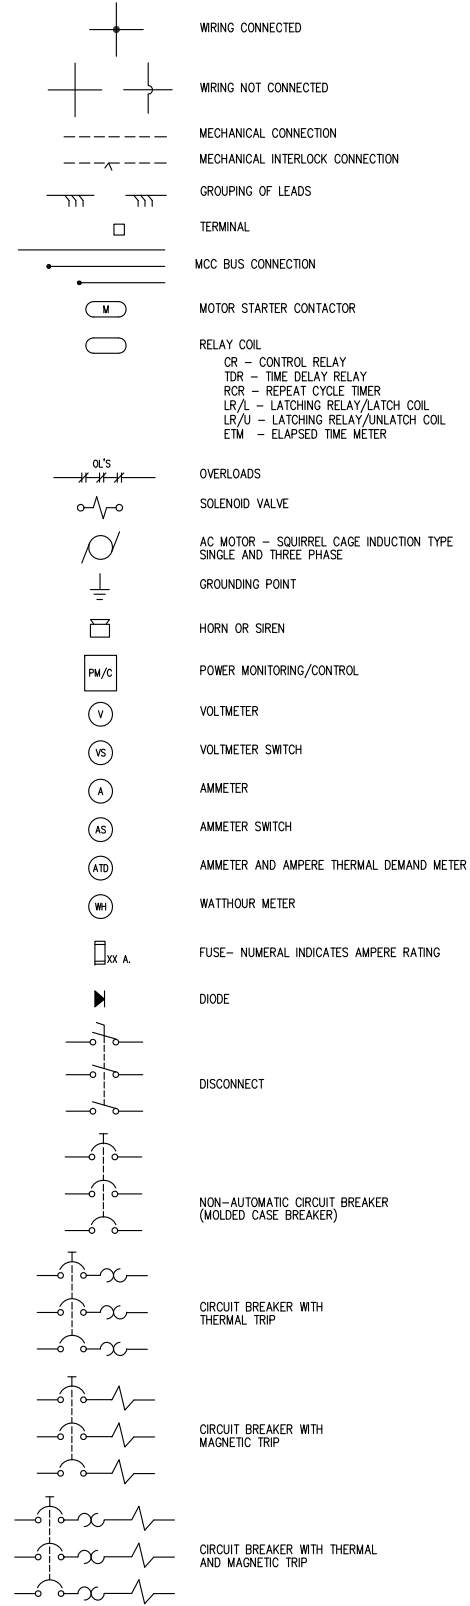 WIRING CONNECTED
WIRING NOT CONNECTED
MECHANICAL CONNECTION
MECHANICAL INTERLOCK CONNECTION
GROUPING OF LEADS
TERMINAL
MCC BUS CONNECTION
M
MOTOR STARTER CONTACTOR
RELAY COIL
CR – CONTROL RELAY
TDR – TIME DELAY RELAY
RCR – REPEAT CYCLE TIMER
LR/L – LATCHING RELAY/LATCH COIL
LR/U – LATCHING RELAY/UNLATCH COIL
ETM – ELAPSED TIME METER
OL'S
OVERLOADS
SOLENOID VALVE
AC MOTOR – SQUIRREL CAGE INDUCTION TYPE
SINGLE AND THREE PHASE
GROUNDING POINT
HORN OR SIREN
PM/C
POWER MONITORING/CONTROL
V
VOLTMETER
VS
VOLTMETER SWITCH
A
AMMETER
AS
AMMETER SWITCH
ATD
AMMETER AND AMPERE THERMAL DEMAND METER
WH
WATTHOUR METER
XX A.
FUSE– NUMERAL INDICATES AMPERE RATING
DIODE
DISCONNECT
NON-AUTOMATIC CIRCUIT BREAKER
(MOLDED CASE BREAKER)
CIRCUIT BREAKER WITH
THERMAL TRIP
CIRCUIT BREAKER WITH
MAGNETIC TRIP
CIRCUIT BREAKER WITH THERMAL
AND MAGNETIC TRIP